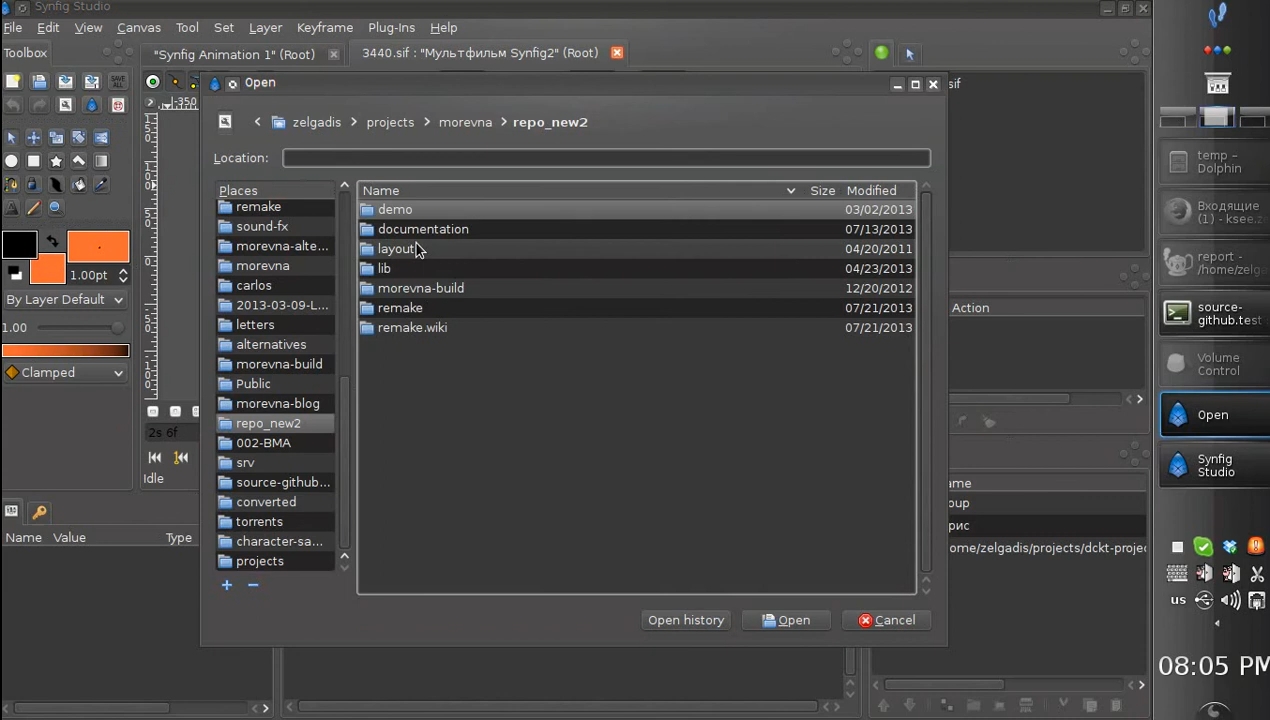 Synfig Studio
File Edit View Canvas Tool Set Layer Keyframe Plug-Ins Help
Toolbox
"Synfig Animation 1" (Root)
3440.sif : "Мультфильм Synfig2" (Root)
SAVE ALL
-350
sif
Open
zelgadis projects morevna repo_new2
Location:
Places
remake
sound-fx
morevna-alte...
morevna
carlos
2013-03-09-L...
letters
alternatives
morevna-build
Public
morevna-blog
repo_new2
002-BMA
srv
source-github...
converted
torrents
character-sa...
projects
Name Size Modified
demo 03/02/2013
documentation 07/13/2013
layout 04/20/2011
lib 04/23/2013
morevna-build 12/20/2012
remake 07/21/2013
remake.wiki 07/21/2013
Open history
Open
Cancel
1.00pt
By Layer Default
1.00
Clamped
2s 6f
Idle
Name Value Type
Action
ame
oup
рис
ome/zelgadis/projects/dckt-projec
temp –
Dolphin
Входящие
(1) - ksee.z
report -
/home/zelg
source-
github.test
Volume
Control
Open
Synfig
Studio
us
08:05 PM